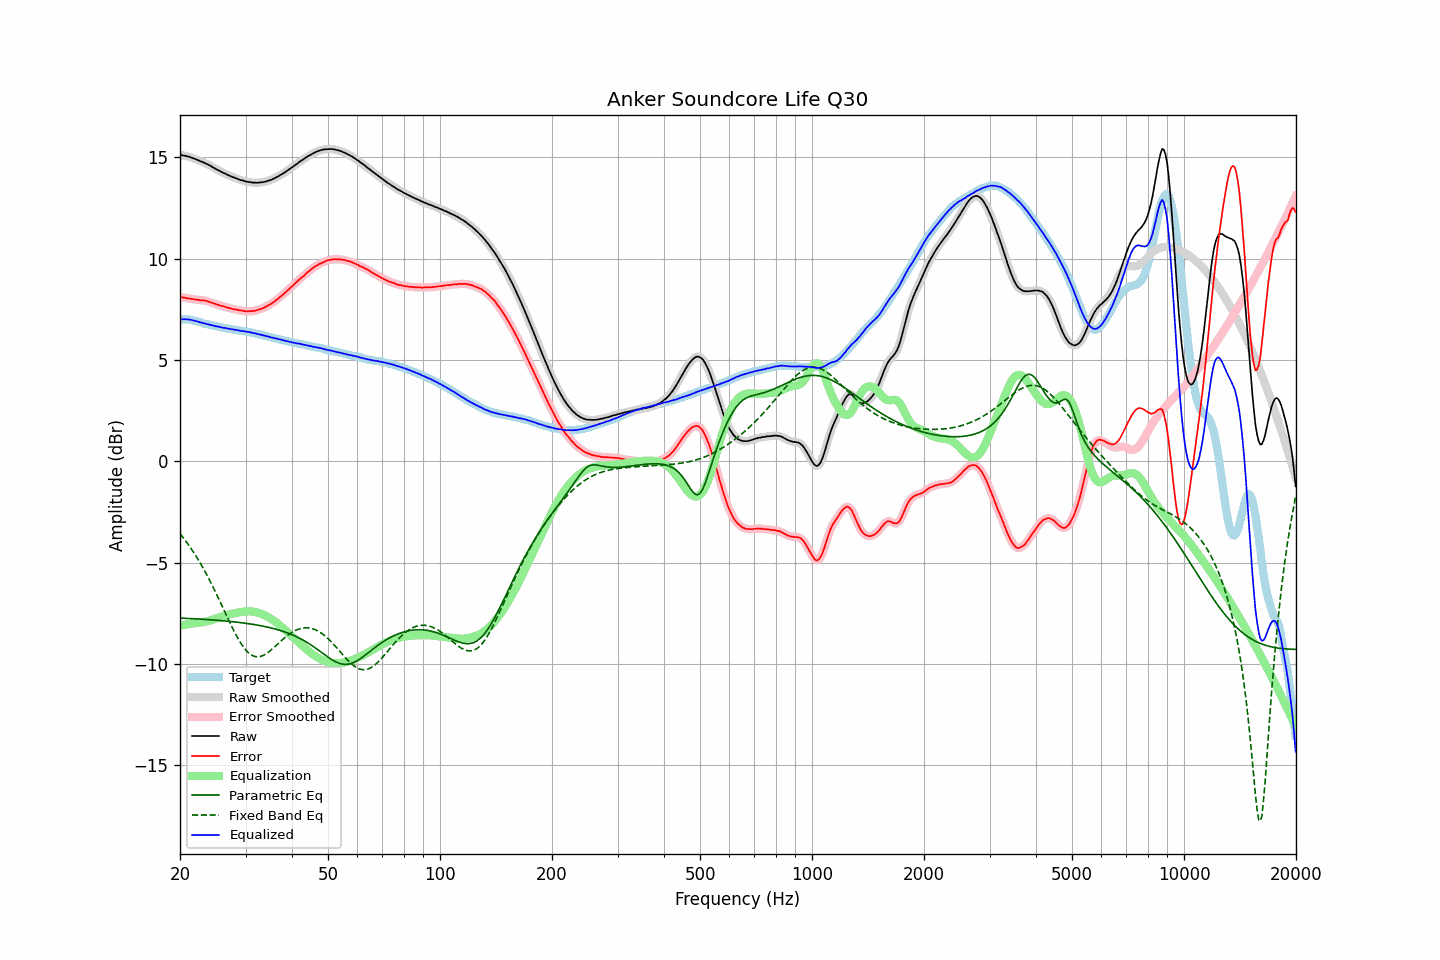 Anker Soundcore Life Q30
Amplitude (dBr)
15
10
5
0
−5
−10
−15
Target
Raw Smoothed
Error Smoothed
Raw
Error
Equalization
Parametric Eq
Fixed Band Eq
Equalized
20 50 100 200 500 1000 2000 5000 10000 20000
Frequency (Hz)